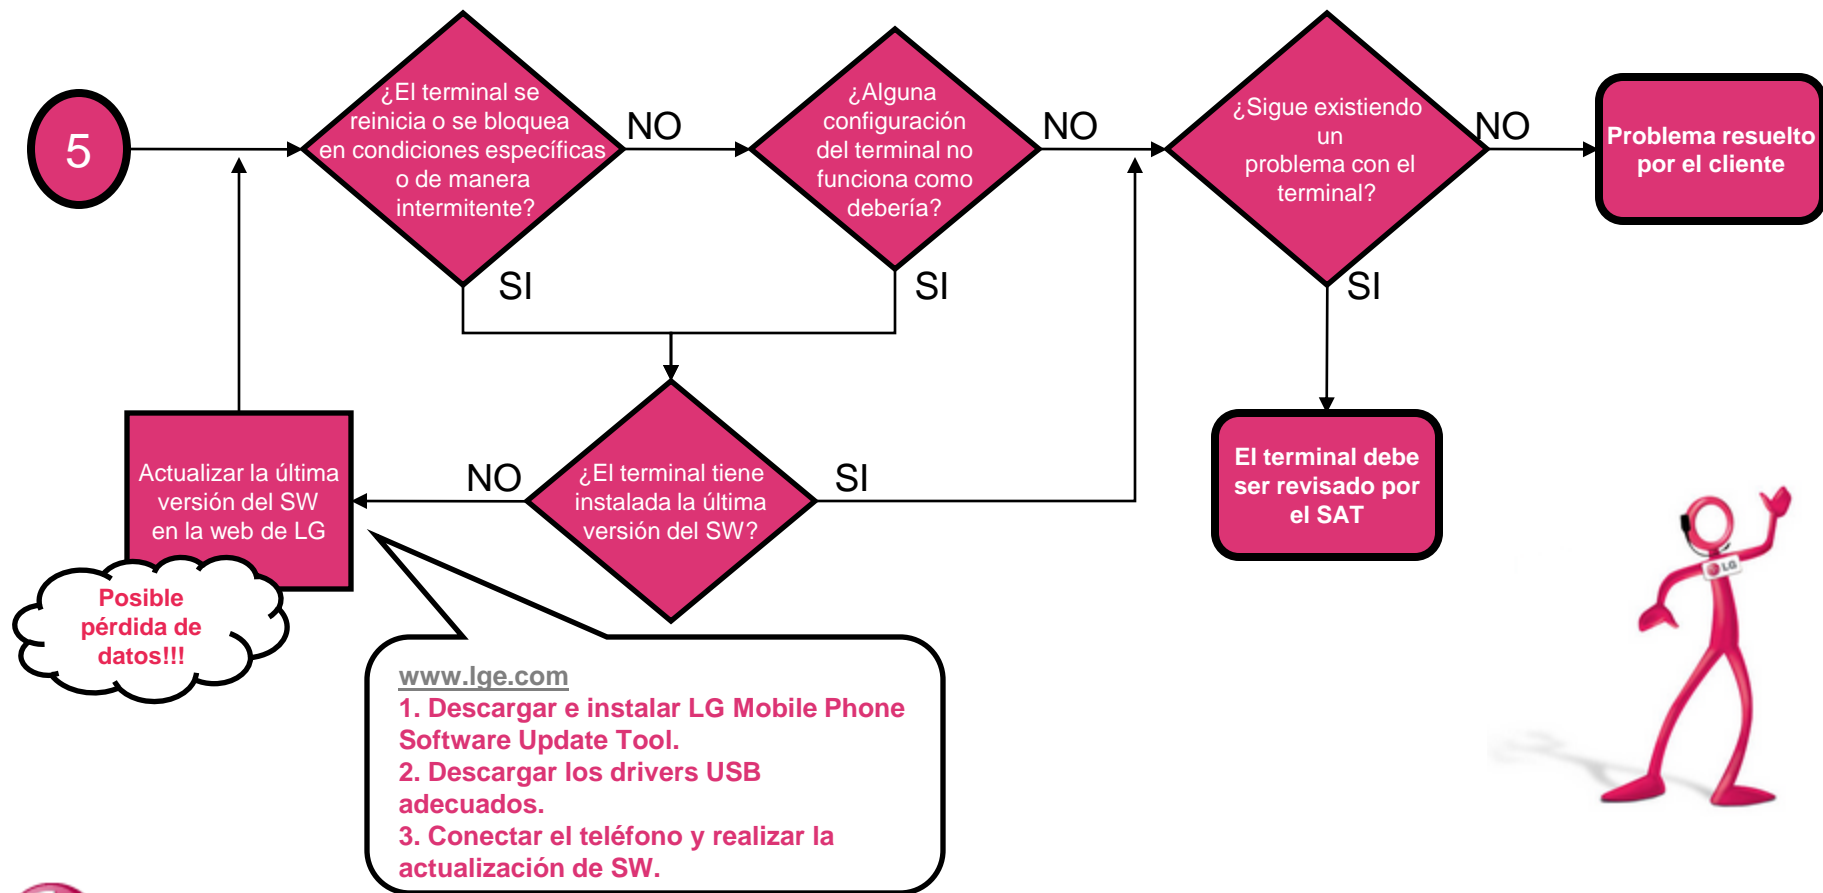 5
¿El terminal se
reinicia o se bloquea
en condiciones específicas
o de manera
intermitente?
NO
SI
¿Alguna
configuración
del terminal no
funciona como
debería?
NO
SI
¿Sigue existiendo
un
problema con el
terminal?
NO
SI
Problema resuelto
por el cliente
El terminal debe
ser revisado por
el SAT
¿El terminal tiene
instalada la última
versión del SW?
NO
SI
Actualizar la última
versión del SW
en la web de LG
Posible
pérdida de
datos!!!
www.lge.com
1. Descargar e instalar LG Mobile Phone
Software Update Tool.
2. Descargar los drivers USB
adecuados.
3. Conectar el teléfono y realizar la
actualización de SW.
LG